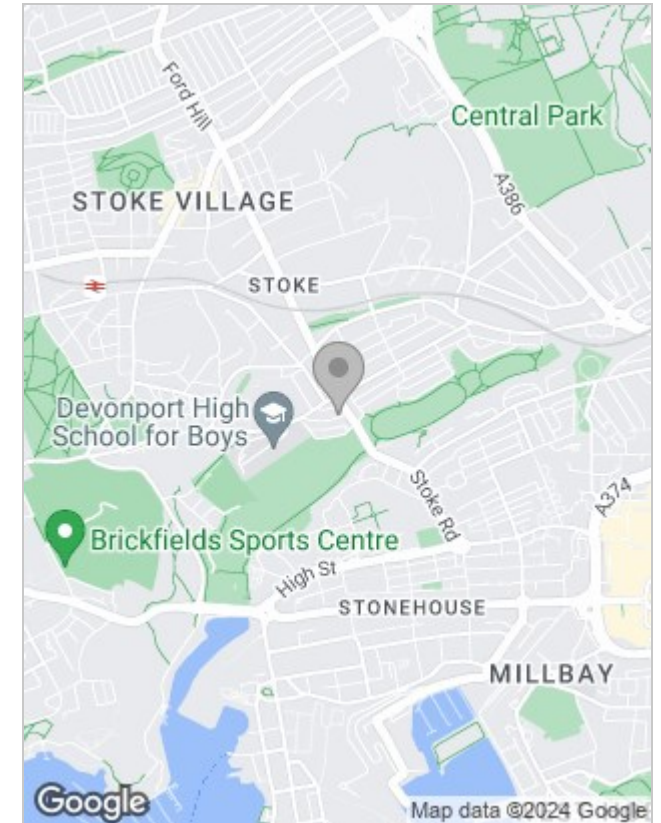 Ford Hill
Central Park
STOKE VILLAGE
A386
STOKE
Devonport High
School for Boys
Stoke Rd
A374
Brickfields Sports Centre
High St
STONEHOUSE
MILLBAY
Google
Map data ©2024 Google